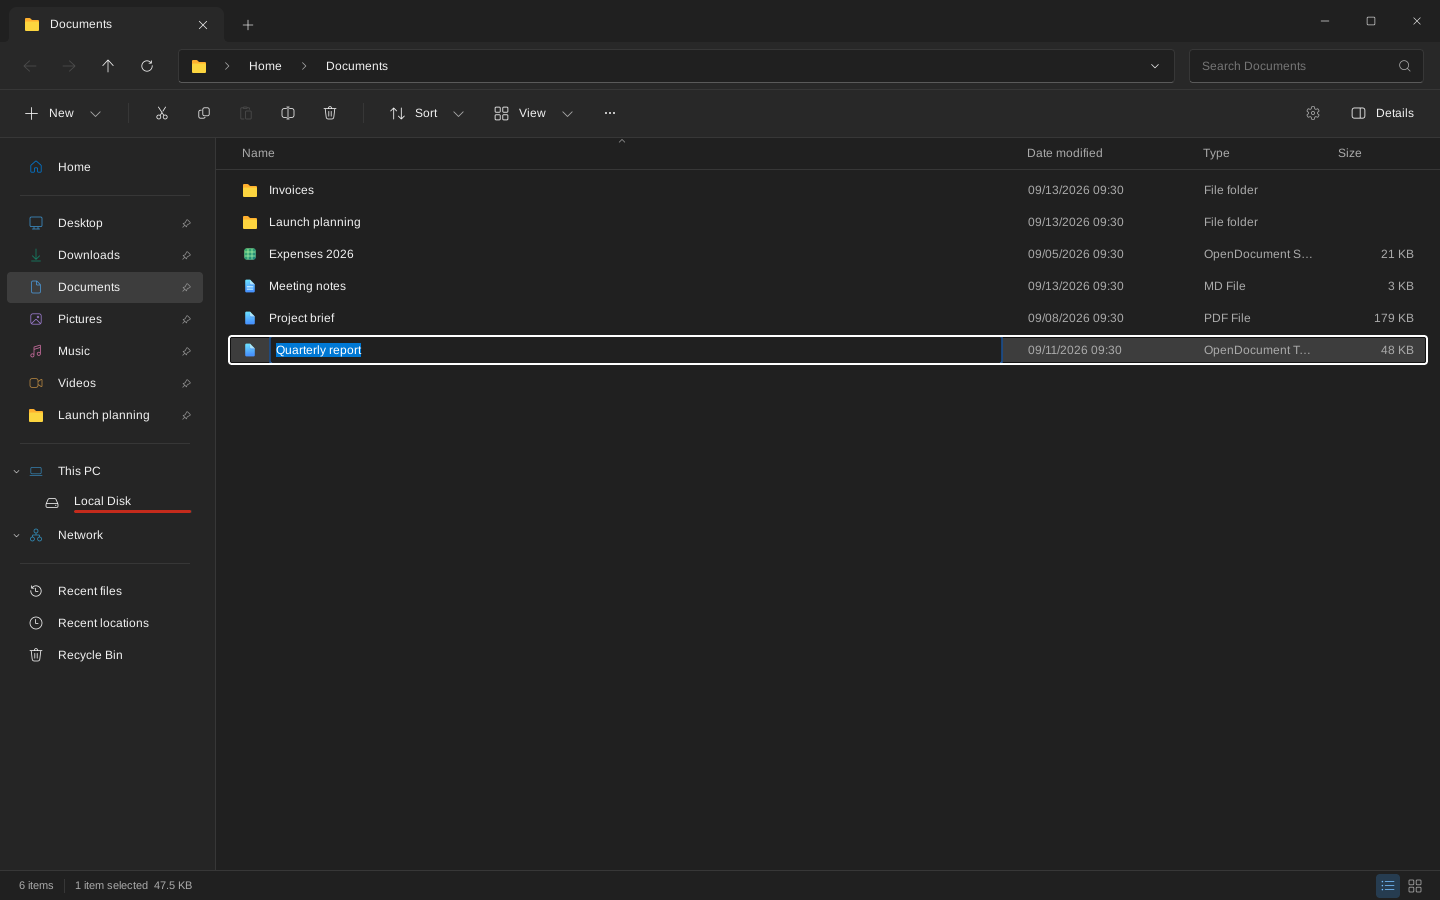 Documents
Home
Documents
Search Documents
New
Sort
View
Details
Name
Date modified
Type
Size
Home
Desktop
Downloads
Documents
Pictures
Music
Videos
Launch planning
This PC
Local Disk
Network
Recent files
Recent locations
Recycle Bin
Invoices 09/13/2026 09:30 File folder
Launch planning 09/13/2026 09:30 File folder
Expenses 2026 09/05/2026 09:30 OpenDocument S... 21 KB
Meeting notes 09/13/2026 09:30 MD File 3 KB
Project brief 09/08/2026 09:30 PDF File 179 KB
Quarterly report 09/11/2026 09:30 OpenDocument T... 48 KB
6 items
1 item selected 47.5 KB